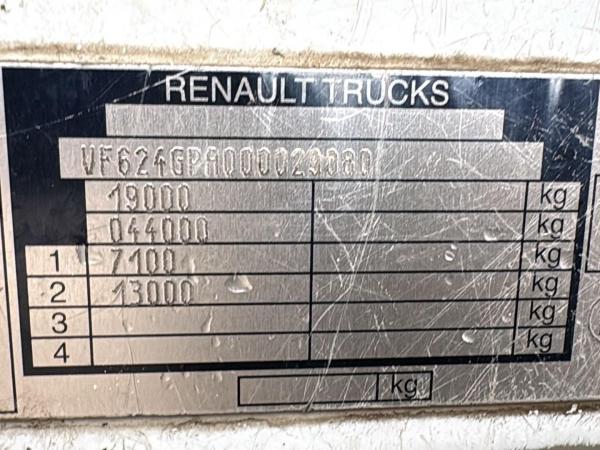 RENAULT TRUCKS
VF624GPA000029080
19000 kg
044000 kg
1 7100 kg
2 13000 kg
3 kg
4 kg
kg